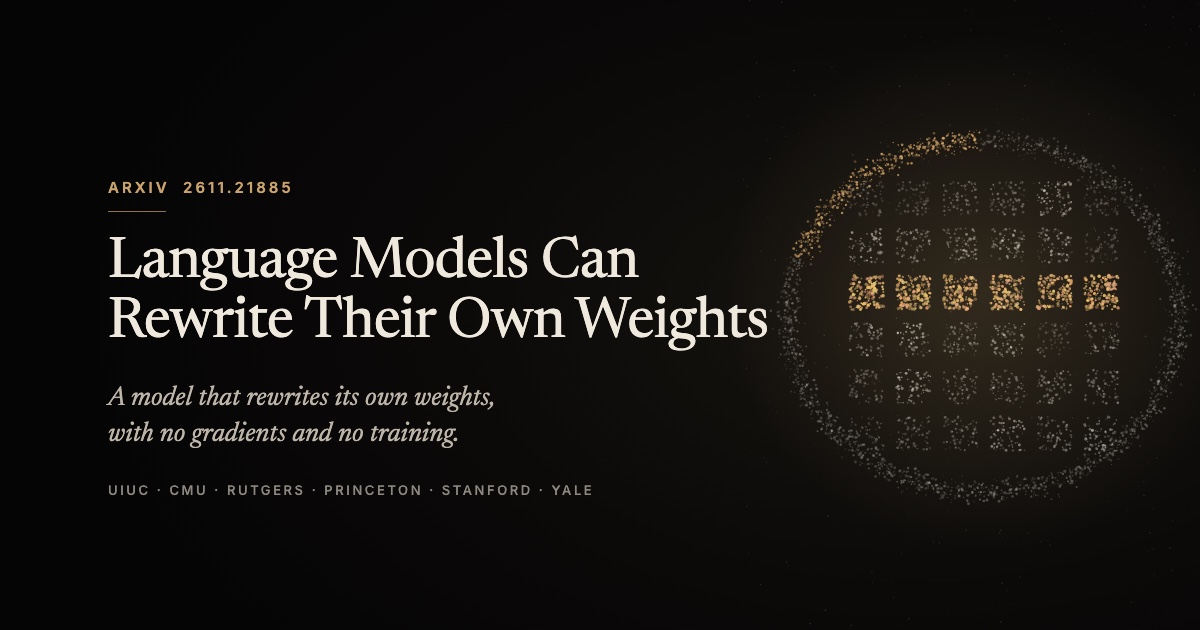 ARXIV 2611.21885
Language Models Can
Rewrite Their Own Weights
A model that rewrites its own weights,
with no gradients and no training.
UIUC · CMU · RUTGERS · PRINCETON · STANFORD · YALE